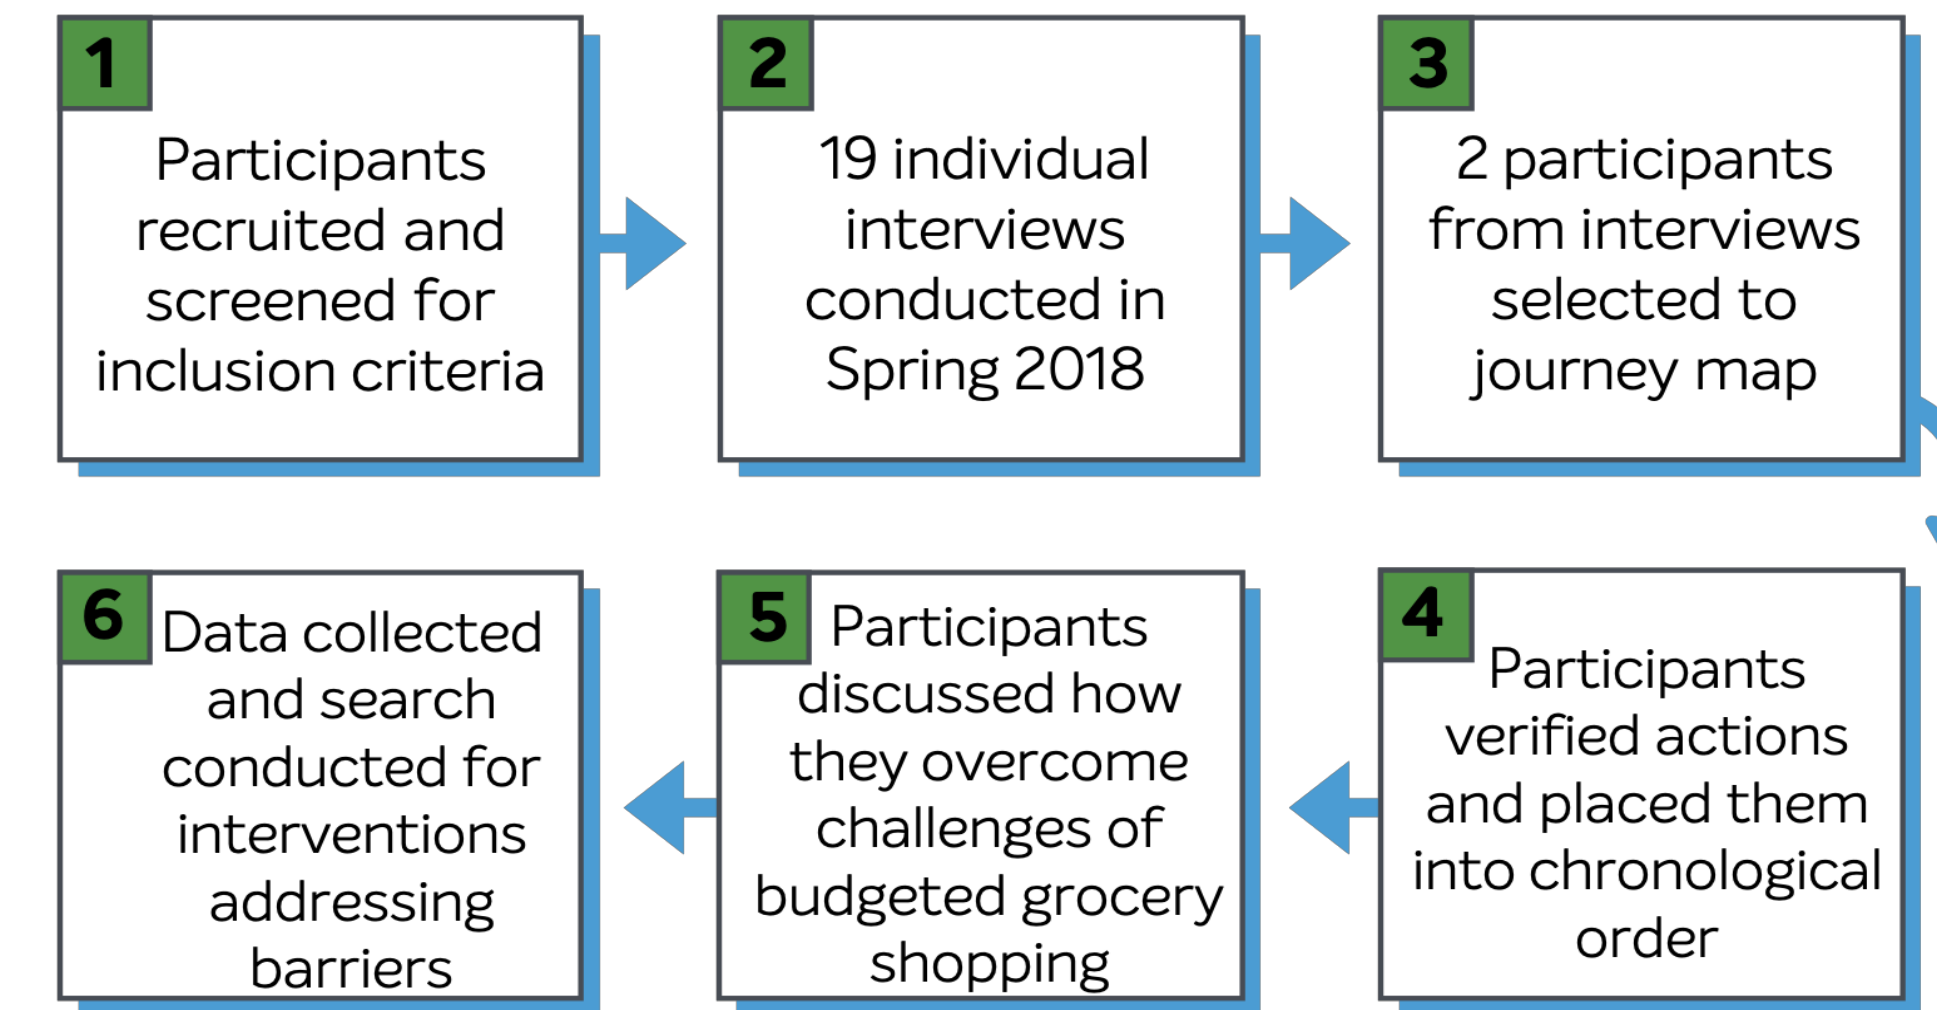 1
Participants
recruited and
screened for
inclusion criteria
2
19 individual
interviews
conducted in
Spring 2018
3
2 participants
from interviews
selected to
journey map
4
Participants
verified actions
and placed them
into chronological
order
5
Participants
discussed how
they overcome
challenges of
budgeted grocery
shopping
6
Data collected
and search
conducted for
interventions
addressing
barriers